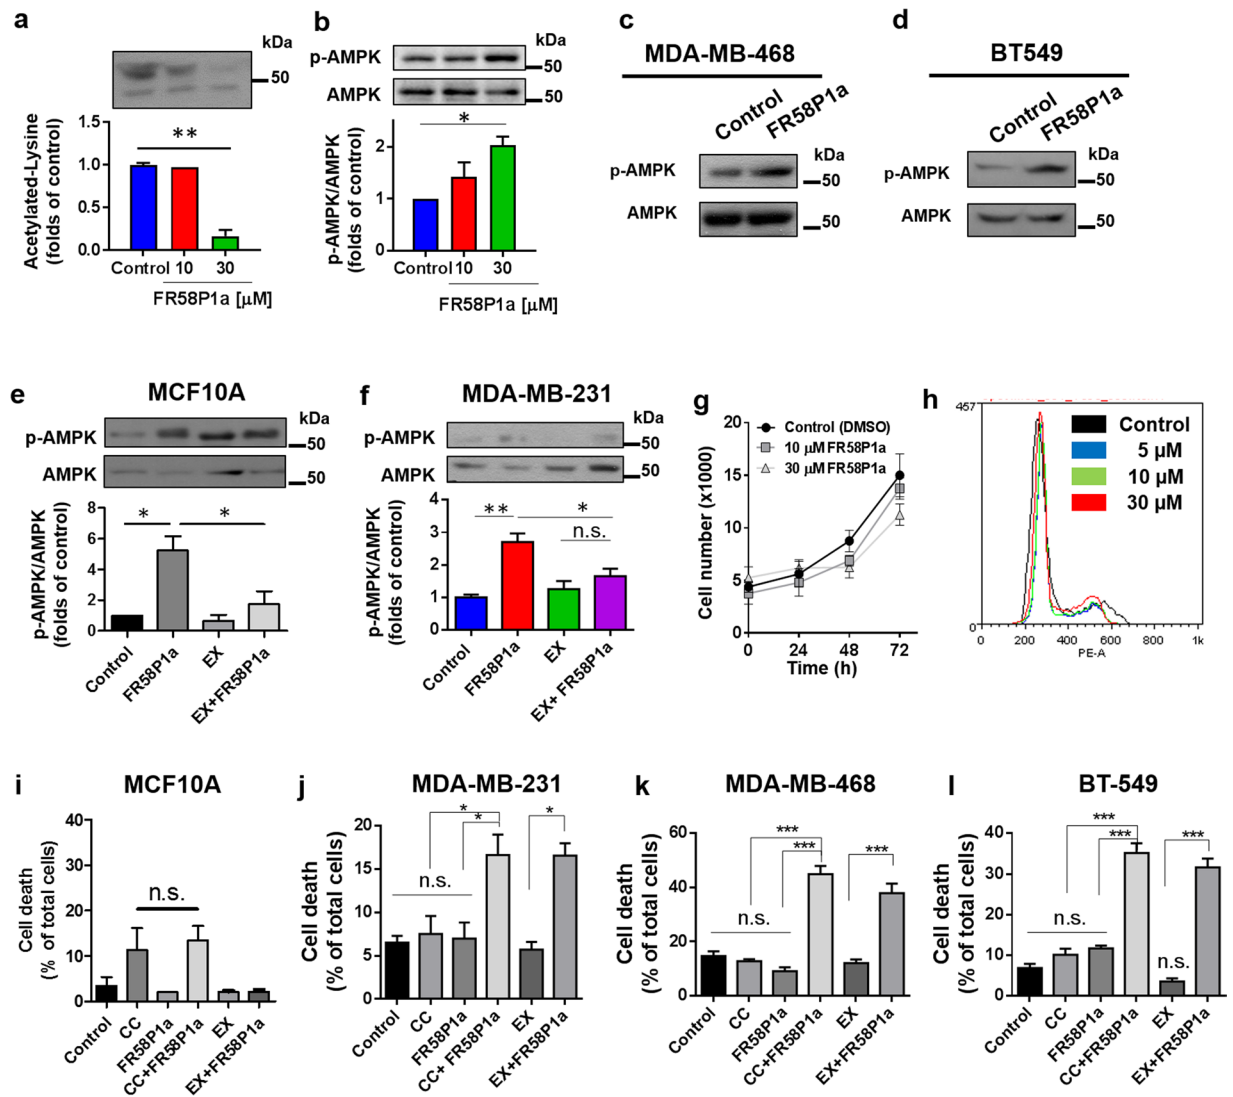 a
kDa
50
Acetylated-Lysine
(folds of control)
1.5
1.0
0.5
0.0
**
Control 10 30
FR58P1a [µM]
b
kDa
p-AMPK
50
AMPK
50
p-AMPK/AMPK
(folds of control)
2
1
0
*
Control 10 30
FR58P1a [µM]
c
MDA-MB-468
Control
FR58P1a
kDa
p-AMPK
50
AMPK
50
d
BT549
Control
FR58P1a
kDa
p-AMPK
50
AMPK
50
e
MCF10A
kDa
p-AMPK
50
AMPK
50
p-AMPK/AMPK
(folds of control)
8
6
4
2
0
* *
Control
FR58P1a
EX
EX+FR58P1a
f
MDA-MB-231
kDa
p-AMPK
50
AMPK
50
p-AMPK/AMPK
(folds of control)
4
3
2
1
0
** *
n.s.
Control
FR58P1a
EX
EX+ FR58P1a
g
Cell number (x1000)
20
15
10
5
0
Control (DMSO)
10 µM FR58P1a
30 µM FR58P1a
0 24 48 72
Time (h)
h
457
0
Control
5 µM
10 µM
30 µM
0 200 400 600 800 1k
PE-A
i
MCF10A
Cell death
(% of total cells)
40
30
20
10
0
n.s.
Control
CC
FR58P1a
CC+FR58P1a
EX
EX+FR58P1a
j
MDA-MB-231
Cell death
(% of total cells)
20
15
10
5
0
*
* *
n.s.
Control
CC
FR58P1a
CC+ FR58P1a
EX
EX+FR58P1a
k
MDA-MB-468
Cell death
(% of total cells)
60
40
20
0
***
*** ***
n.s.
Control
CC
FR58P1a
CC+FR58P1a
EX
EX+FR58P1a
l
BT-549
Cell death
(% of total cells)
40
30
20
10
0
***
*** ***
n.s.
n.s.
Control
CC
FR58P1a
CC+FR58P1a
EX
EX+FR58P1a